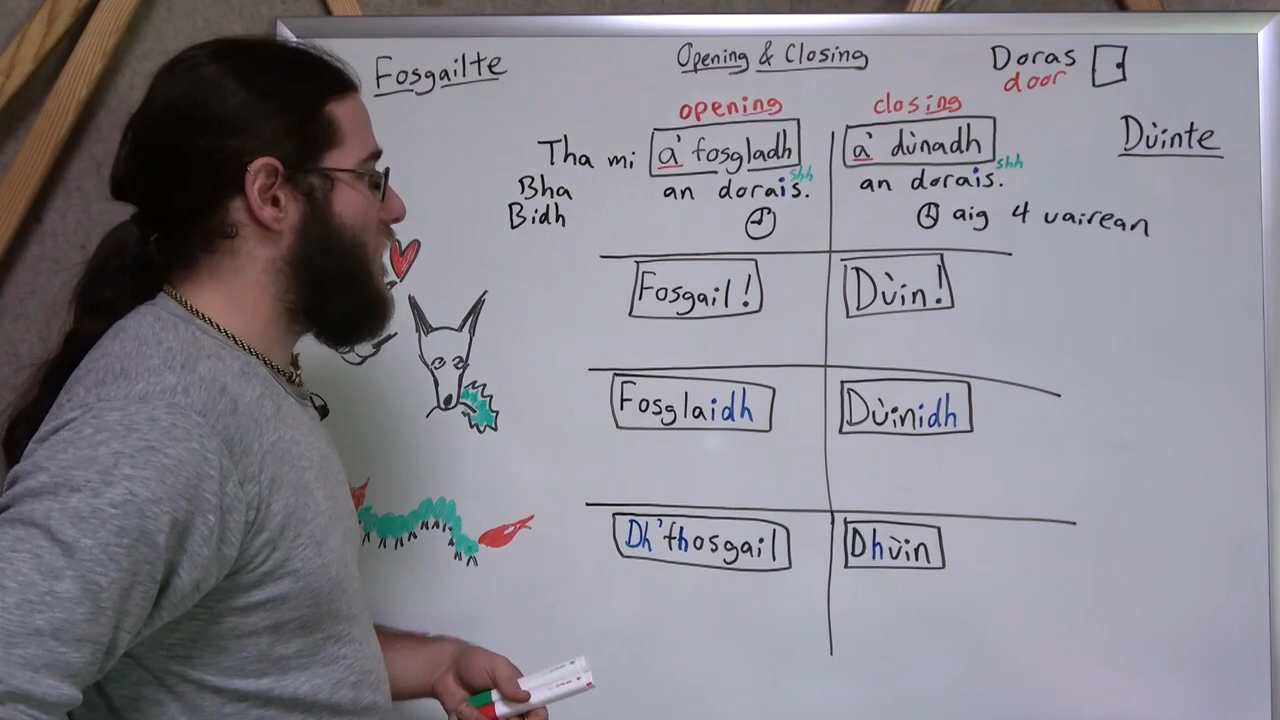 Fosgailte
Opening & Closing
Doras
door
opening
closing
Dùinte
Tha mi a' fosgladh
a' dùnadh
shh
shh
Bha
an dorais.
an dorais.
Bidh
aig 4 uairean
Fosgail!
Dùin!
Fosglaidh
Dùinidh
Dh'fhosgail
Dhùin